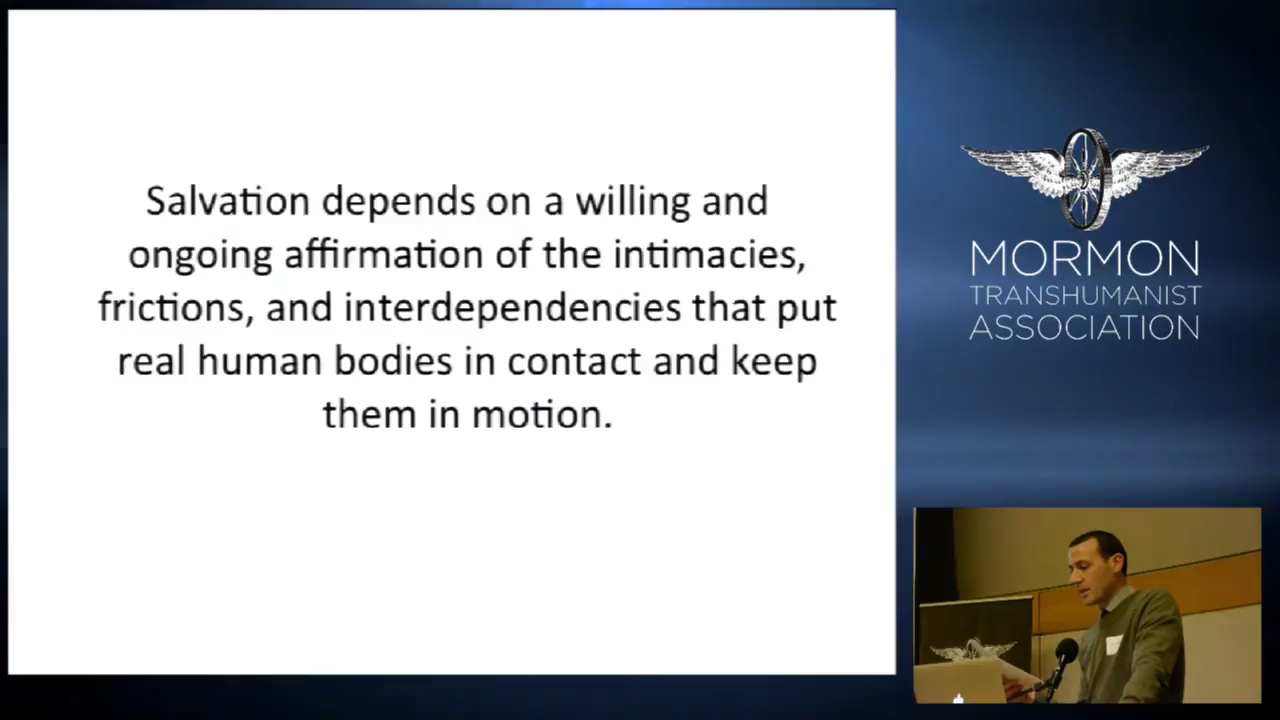 Salvation depends on a willing and
ongoing affirmation of the intimacies,
frictions, and interdependencies that put
real human bodies in contact and keep
them in motion.
MORMON
TRANSHUMANIST
ASSOCIATION